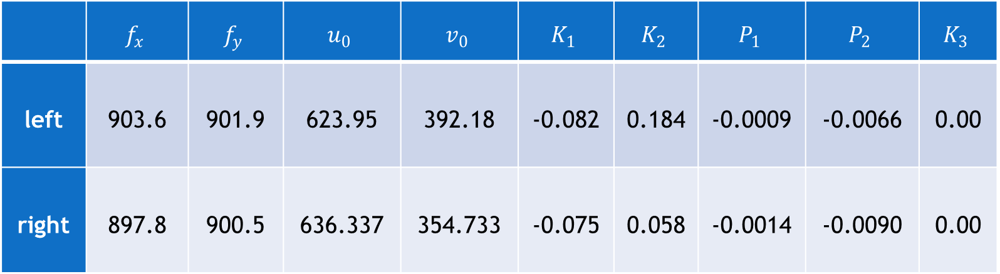 f_x f_y u_0 v_0 K_1 K_2 P_1 P_2 K_3
left 903.6 901.9 623.95 392.18 -0.082 0.184 -0.0009 -0.0066 0.00
right 897.8 900.5 636.337 354.733 -0.075 0.058 -0.0014 -0.0090 0.00